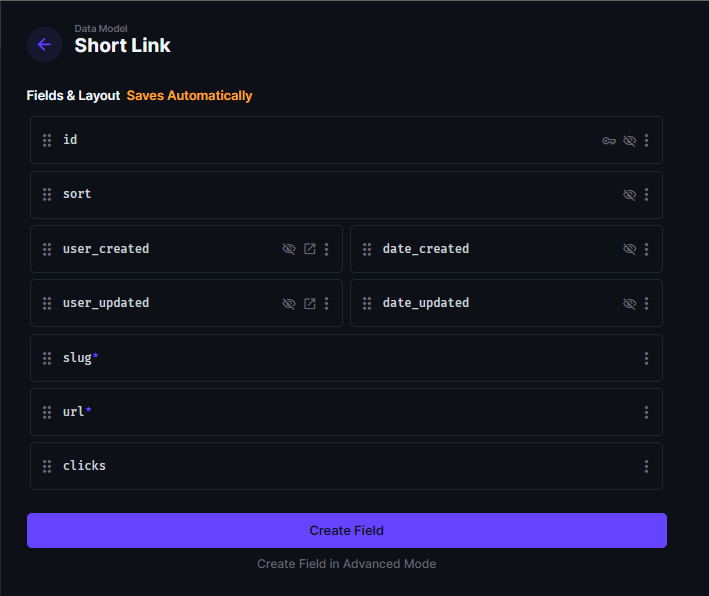 Data Model
Short Link
Fields & Layout Saves Automatically
id
sort
user_created date_created
user_updated date_updated
slug*
url*
clicks
Create Field
Create Field in Advanced Mode